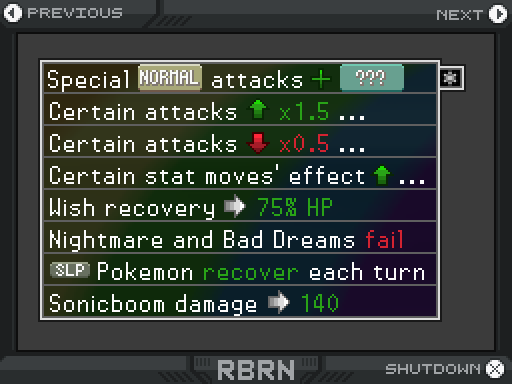 PREVIOUS
NEXT
Special NORMAL attacks + ???
Certain attacks x1.5 ...
Certain attacks x0.5 ...
Certain stat moves' effect ...
Wish recovery 75% HP
Nightmare and Bad Dreams fail
SLP Pokemon recover each turn
Sonicboom damage 140
RBRN
SHUTDOWN